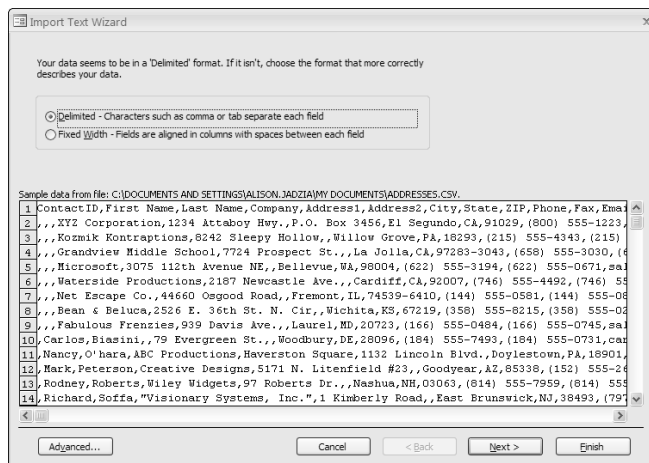 Import Text Wizard
Your data seems to be in a 'Delimited' format. If it isn't, choose the format that more correctly
describes your data.
Delimited - Characters such as comma or tab separate each field
Fixed Width - Fields are aligned in columns with spaces between each field
Sample data from file: C:\DOCUMENTS AND SETTINGS\ALISON.JADZIA\MY DOCUMENTS\ADDRESSES.CSV.
1 ContactID,First Name,Last Name,Company,Address1,Address2,City,State,ZIP,Phone,Fax,Emai
2 ,,,XYZ Corporation,1234 Attaboy Hwy.,P.O. Box 3456,El Segundo,CA,91029,(800) 555-1223,
3 ,,,Kozmik Kontraptions,8242 Sleepy Hollow,,Willow Grove,PA,18293,(215) 555-4343,(215)
4 ,,,Grandview Middle School,7724 Prospect St.,,La Jolla,CA,97283-3043,(658) 555-3030,(6
5 ,,,Microsoft,3075 112th Avenue NE,,Bellevue,WA,98004,(622) 555-3194,(622) 555-0671,sal
6 ,,,Waterside Productions,2187 Newcastle Ave.,,Cardiff,CA,92007,(746) 555-4492,(746) 55
7 ,,,Net Escape Co.,44660 Osgood Road,,Fremont,IL,74539-6410,(144) 555-0581,(144) 555-08
8 ,,,Bean & Beluca,2526 E. 36th St. N. Cir,,Wichita,KS,67219,(358) 555-8215,(358) 555-02
9 ,,,Fabulous Frenzies,939 Davis Ave.,,Laurel,MD,20723,(166) 555-0484,(166) 555-0745,sal
10 ,Carlos,Biasini,,79 Evergreen St.,,Woodbury,DE,28096,(184) 555-7493,(184) 555-0731,car
11 ,Nancy,O'hara,ABC Productions,Haverston Square,1132 Lincoln Blvd.,Doylestown,PA,18901,
12 ,Mark,Peterson,Creative Designs,5171 N. Litenfield #23,,Goodyear,AZ,85338,(152) 555-26
13 ,Rodney,Roberts,Wiley Widgets,97 Roberts Dr.,,Nashua,NH,03063,(814) 555-7959,(814) 555
14 ,Richard,Soffa,"Visionary Systems, Inc.",1 Kimberly Road,,East Brunswick,NJ,38493,(797
Advanced...
Cancel
< Back
Next >
Finish